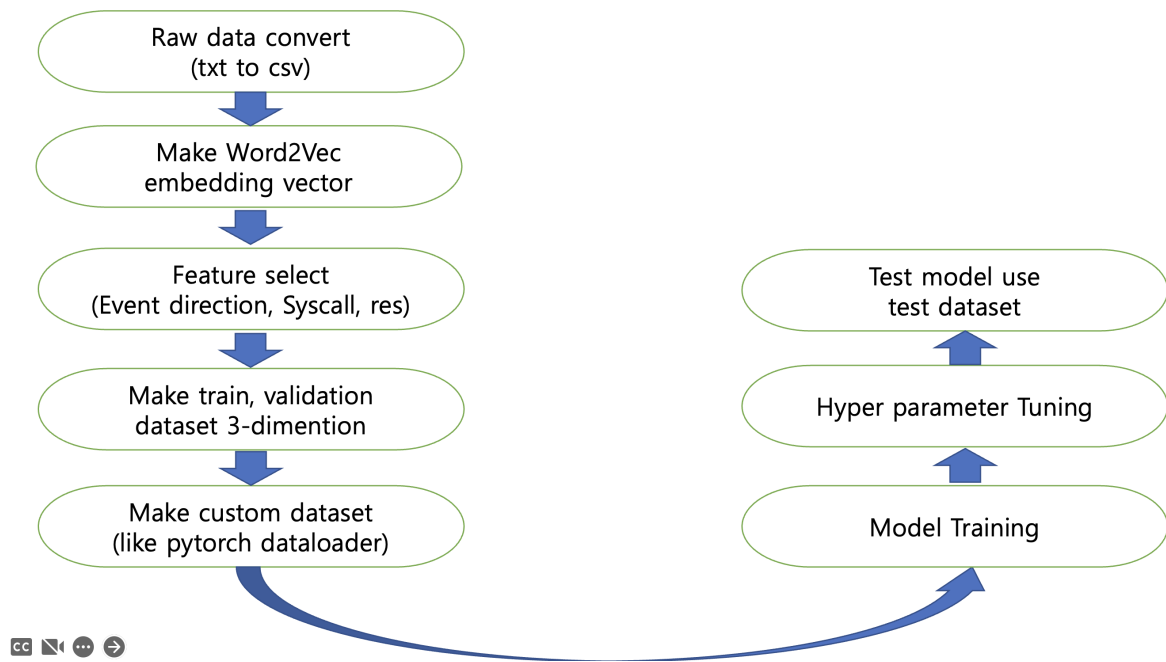 Raw data convert
(txt to csv)
Make Word2Vec
embedding vector
Feature select
(Event direction, Syscall, res)
Make train, validation
dataset 3-dimention
Make custom dataset
(like pytorch dataloader)
Test model use
test dataset
Hyper parameter Tuning
Model Training
CC